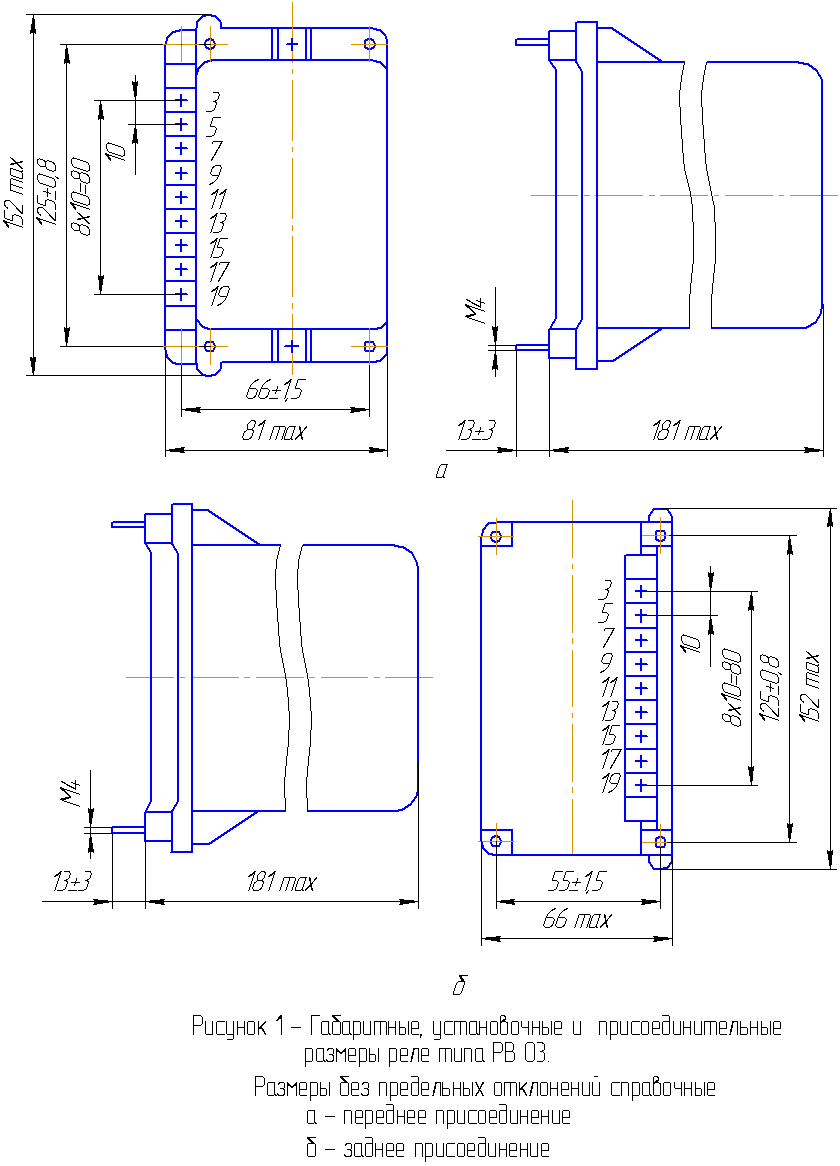 152 max
125±0,8
8x10=80
10
3
5
7
9
11
13
15
17
19
66±1,5
81 max
M4
13±3
181 max
а
M4
13±3
181 max
3
5
7
9
11
13
15
17
19
10
8x10=80
125±0,8
152 max
55±1,5
66 max
б
Рисунок 1 – Габаритные, установочные и присоединительные
размеры реле типа РВ 03.
Размеры без предельных отклонений справочные
а – переднее присоединение
б – заднее присоединение